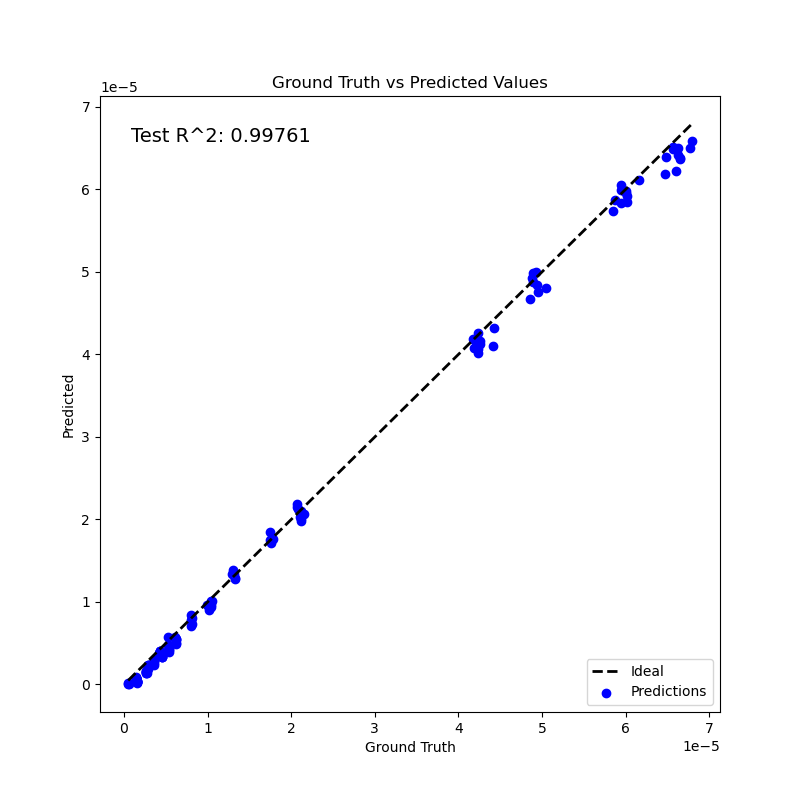 Ground Truth vs Predicted Values
1e−5
Test R^2: 0.99761
7
6
5
4
3
2
1
0
Predicted
Ideal
Predictions
0 1 2 3 4 5 6 7
1e−5
Ground Truth